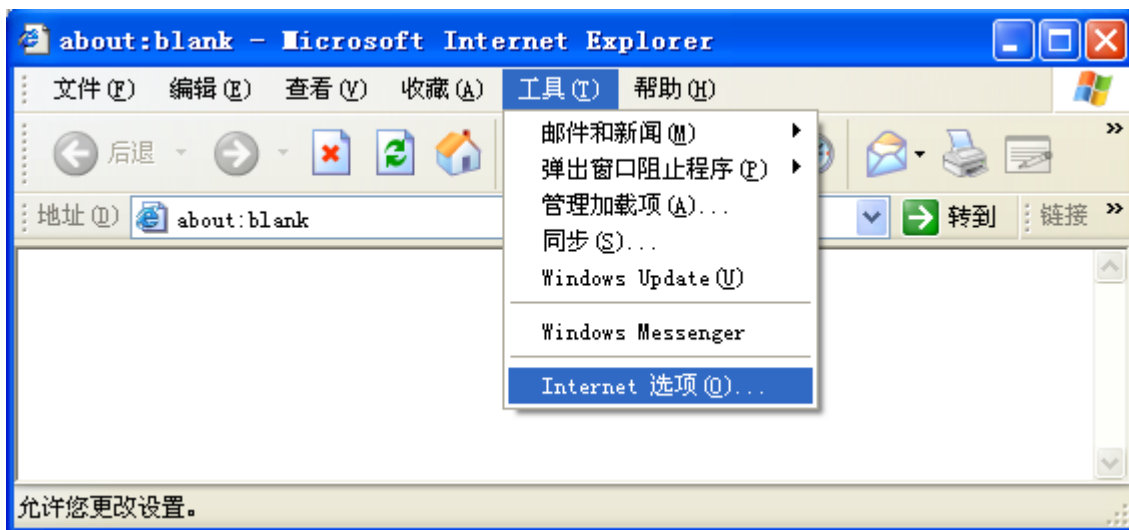 about:blank - Microsoft Internet Explorer
文件(F) 编辑(E) 查看(V) 收藏(A) 工具(T) 帮助(H)
邮件和新闻(M)
后退
弹出窗口阻止程序(P)
管理加载项(A)...
地址(D) about:blank 转到 链接
同步(S)...
Windows Update(U)
Windows Messenger
Internet 选项(O)...
允许您更改设置。